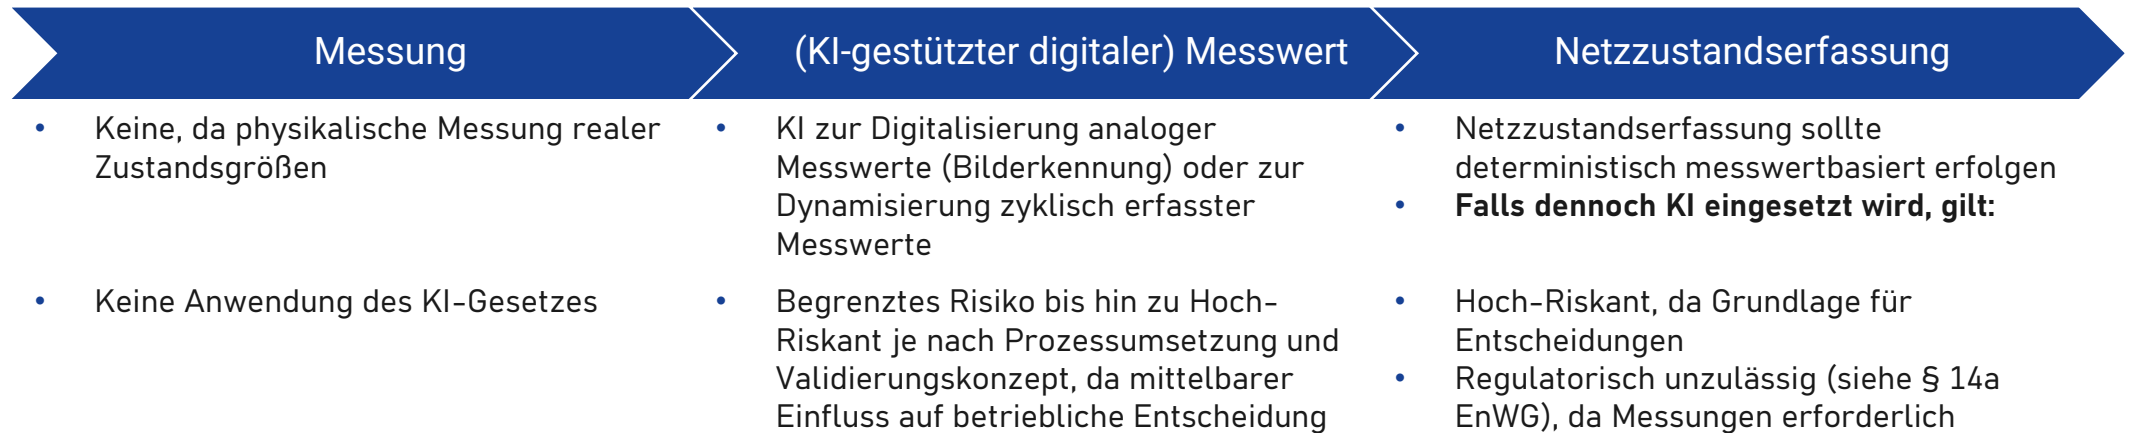 Messung
(KI-gestützter digitaler) Messwert
Netzzustandserfassung
• Keine, da physikalische Messung realer
Zustandsgrößen
• KI zur Digitalisierung analoger
Messwerte (Bilderkennung) oder zur
Dynamisierung zyklisch erfasster
Messwerte
• Netzzustandserfassung sollte
deterministisch messwertbasiert erfolgen
• Falls dennoch KI eingesetzt wird, gilt:
• Keine Anwendung des KI-Gesetzes
• Begrenztes Risiko bis hin zu Hoch-
Riskant je nach Prozessumsetzung und
Validierungskonzept, da mittelbarer
Einfluss auf betriebliche Entscheidung
• Hoch-Riskant, da Grundlage für
Entscheidungen
• Regulatorisch unzulässig (siehe § 14a
EnWG), da Messungen erforderlich